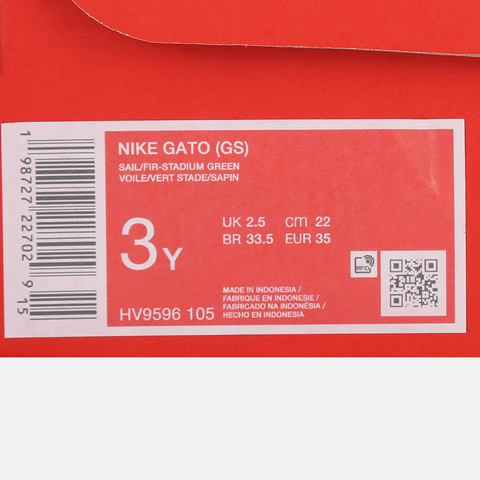 NIKE GATO (GS)
SAIL/FIR-STADIUM GREEN
VOILE/VERT STADE/SAPIN
3Y
UK 2.5 cm 22
BR 33.5 EUR 35
RFID
MADE IN INDONESIA/
FABRIQUE EN INDONESIE/
FABRICADO NA INDONÉSIA/
HECHO EN INDONESIA
HV9596 105
1 98727 22702 9 15